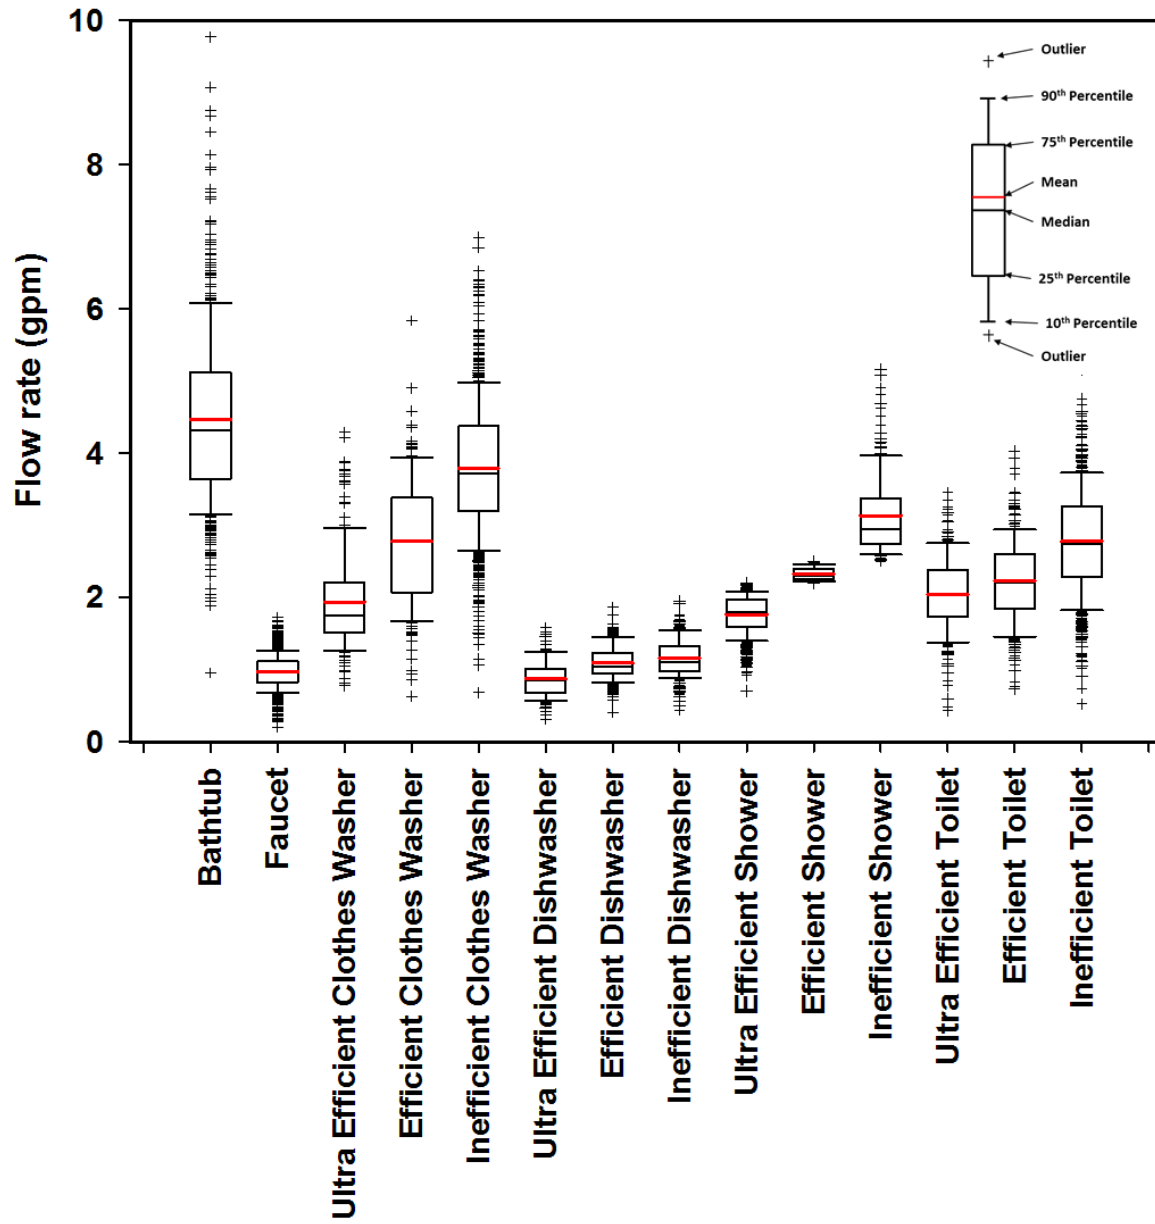 10
8
6
4
2
0
Flow rate (gpm)
Outlier
90th Percentile
75th Percentile
Mean
Median
25th Percentile
10th Percentile
Outlier
Bathtub
Faucet
Ultra Efficient Clothes Washer
Efficient Clothes Washer
Inefficient Clothes Washer
Ultra Efficient Dishwasher
Efficient Dishwasher
Inefficient Dishwasher
Ultra Efficient Shower
Efficient Shower
Inefficient Shower
Ultra Efficient Toilet
Efficient Toilet
Inefficient Toilet